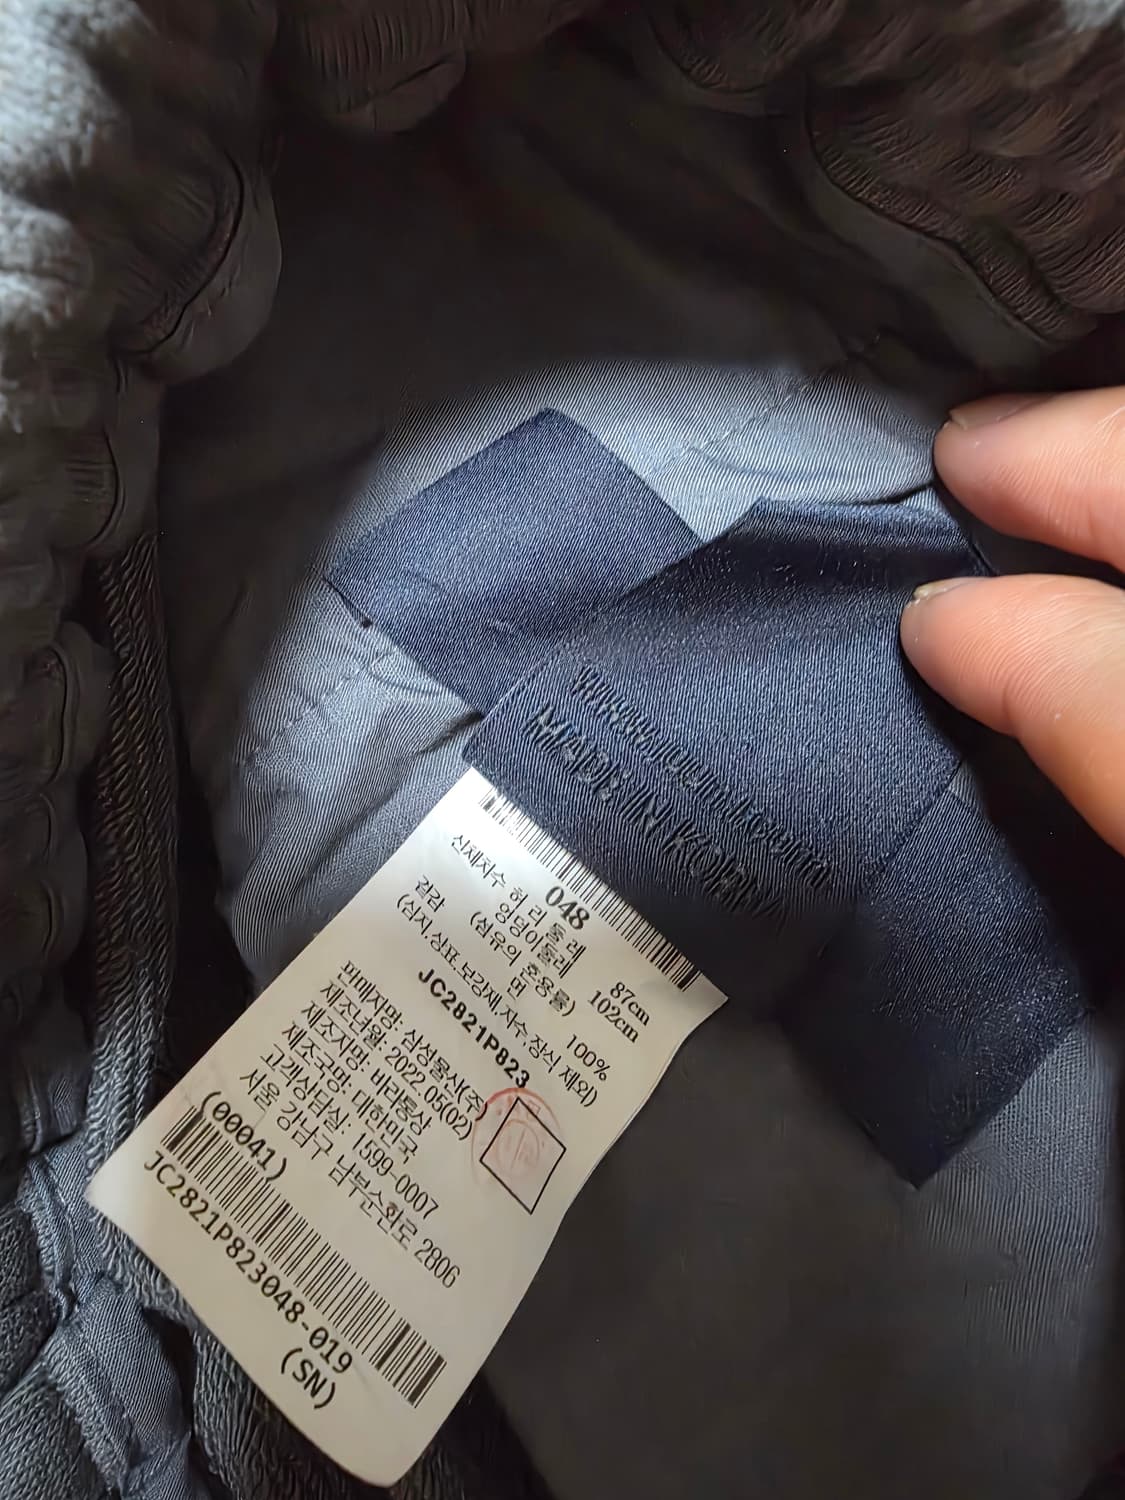 MADE IN KOREA
048
신체치수 허 리 둘 레 87cm
엉덩이둘레 102cm
(섬유의 혼용률)
겉감 면 100%
(심지,상표,보강재,자수,장식 제외)
JC2821P823
판매자명: 삼성물산(주)
제조년월: 2022.05(02)
제조자명: 바라통상
제조국명: 대한민국
고객상담실: 1599-0007
서울 강남구 남부순환로 2806
(00041)
JC2821P823048-019
(SN)